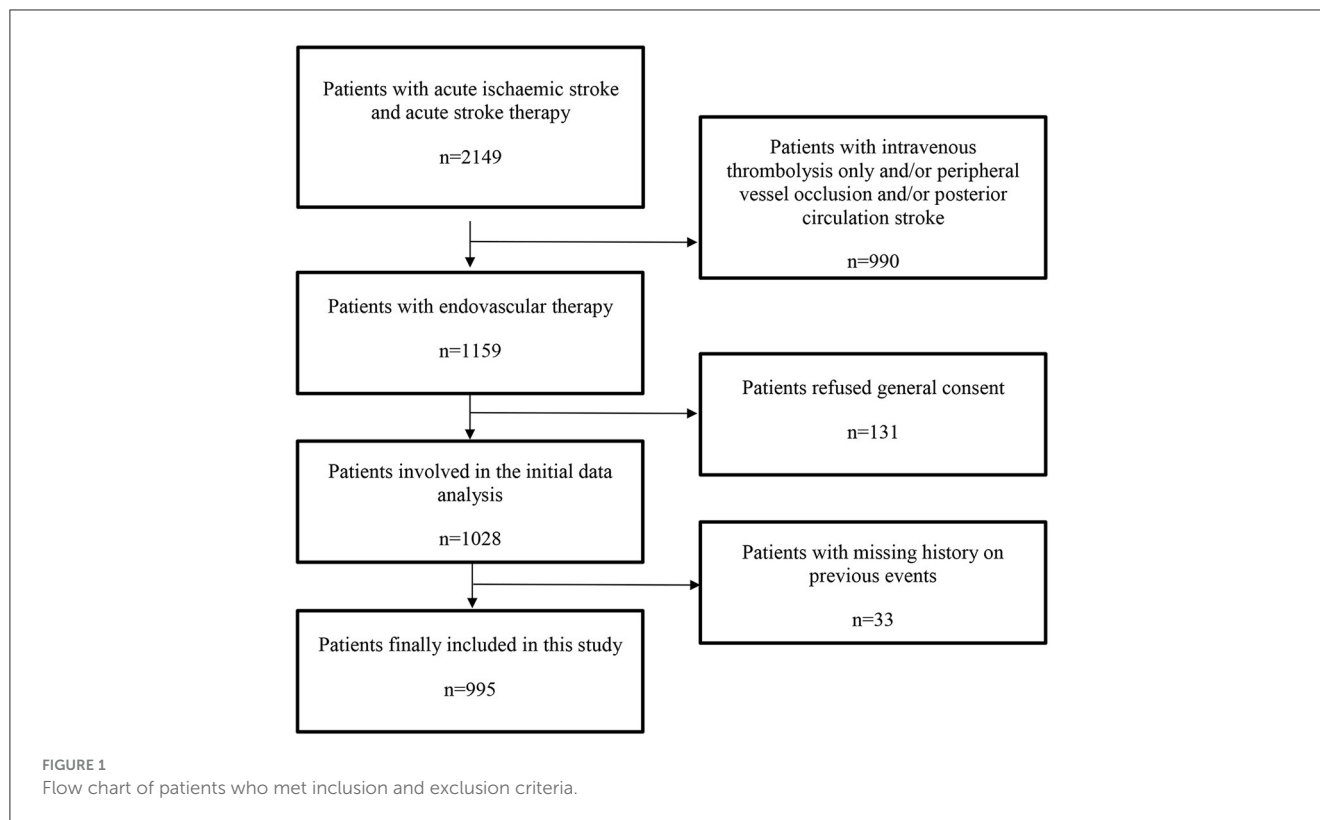 Patients with acute ischaemic stroke
and acute stroke therapy
n=2149
Patients with intravenous
thrombolysis only and/or peripheral
vessel occlusion and/or posterior
circulation stroke
n=990
Patients with endovascular therapy
n=1159
Patients refused general consent
n=131
Patients involved in the initial data
analysis
n=1028
Patients with missing history on
previous events
n=33
Patients finally included in this study
n=995
FIGURE 1
Flow chart of patients who met inclusion and exclusion criteria.